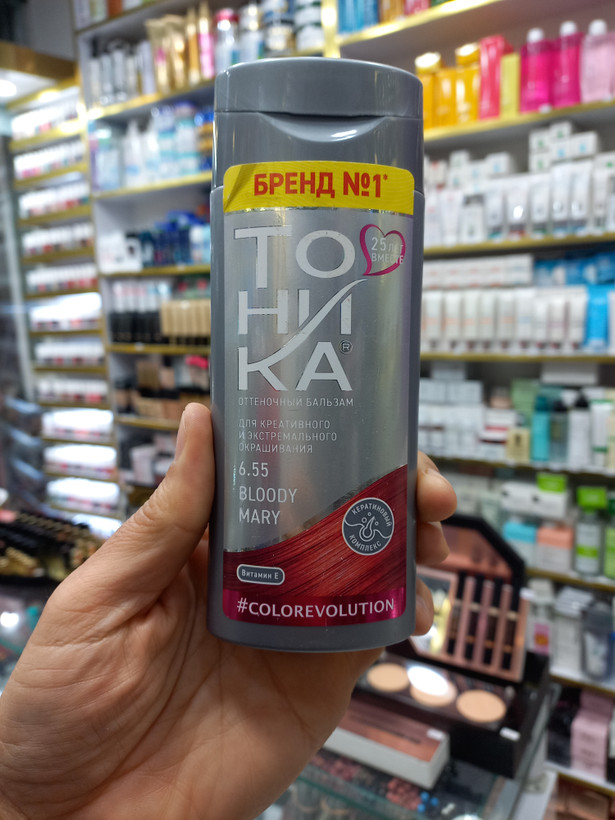 БРЕНД №1*
ТО
НИ
КА®
25 лет
ВМЕСТЕ
ОТТЕНОЧНЫЙ БАЛЬЗАМ
ДЛЯ КРЕАТИВНОГО
И ЭКСТРЕМАЛЬНОГО
ОКРАШИВАНИЯ
6.55
BLOODY
MARY
КЕРАТИНОВЫЙ
КОМПЛЕКС
Витамин Е
#COLOREVOLUTION